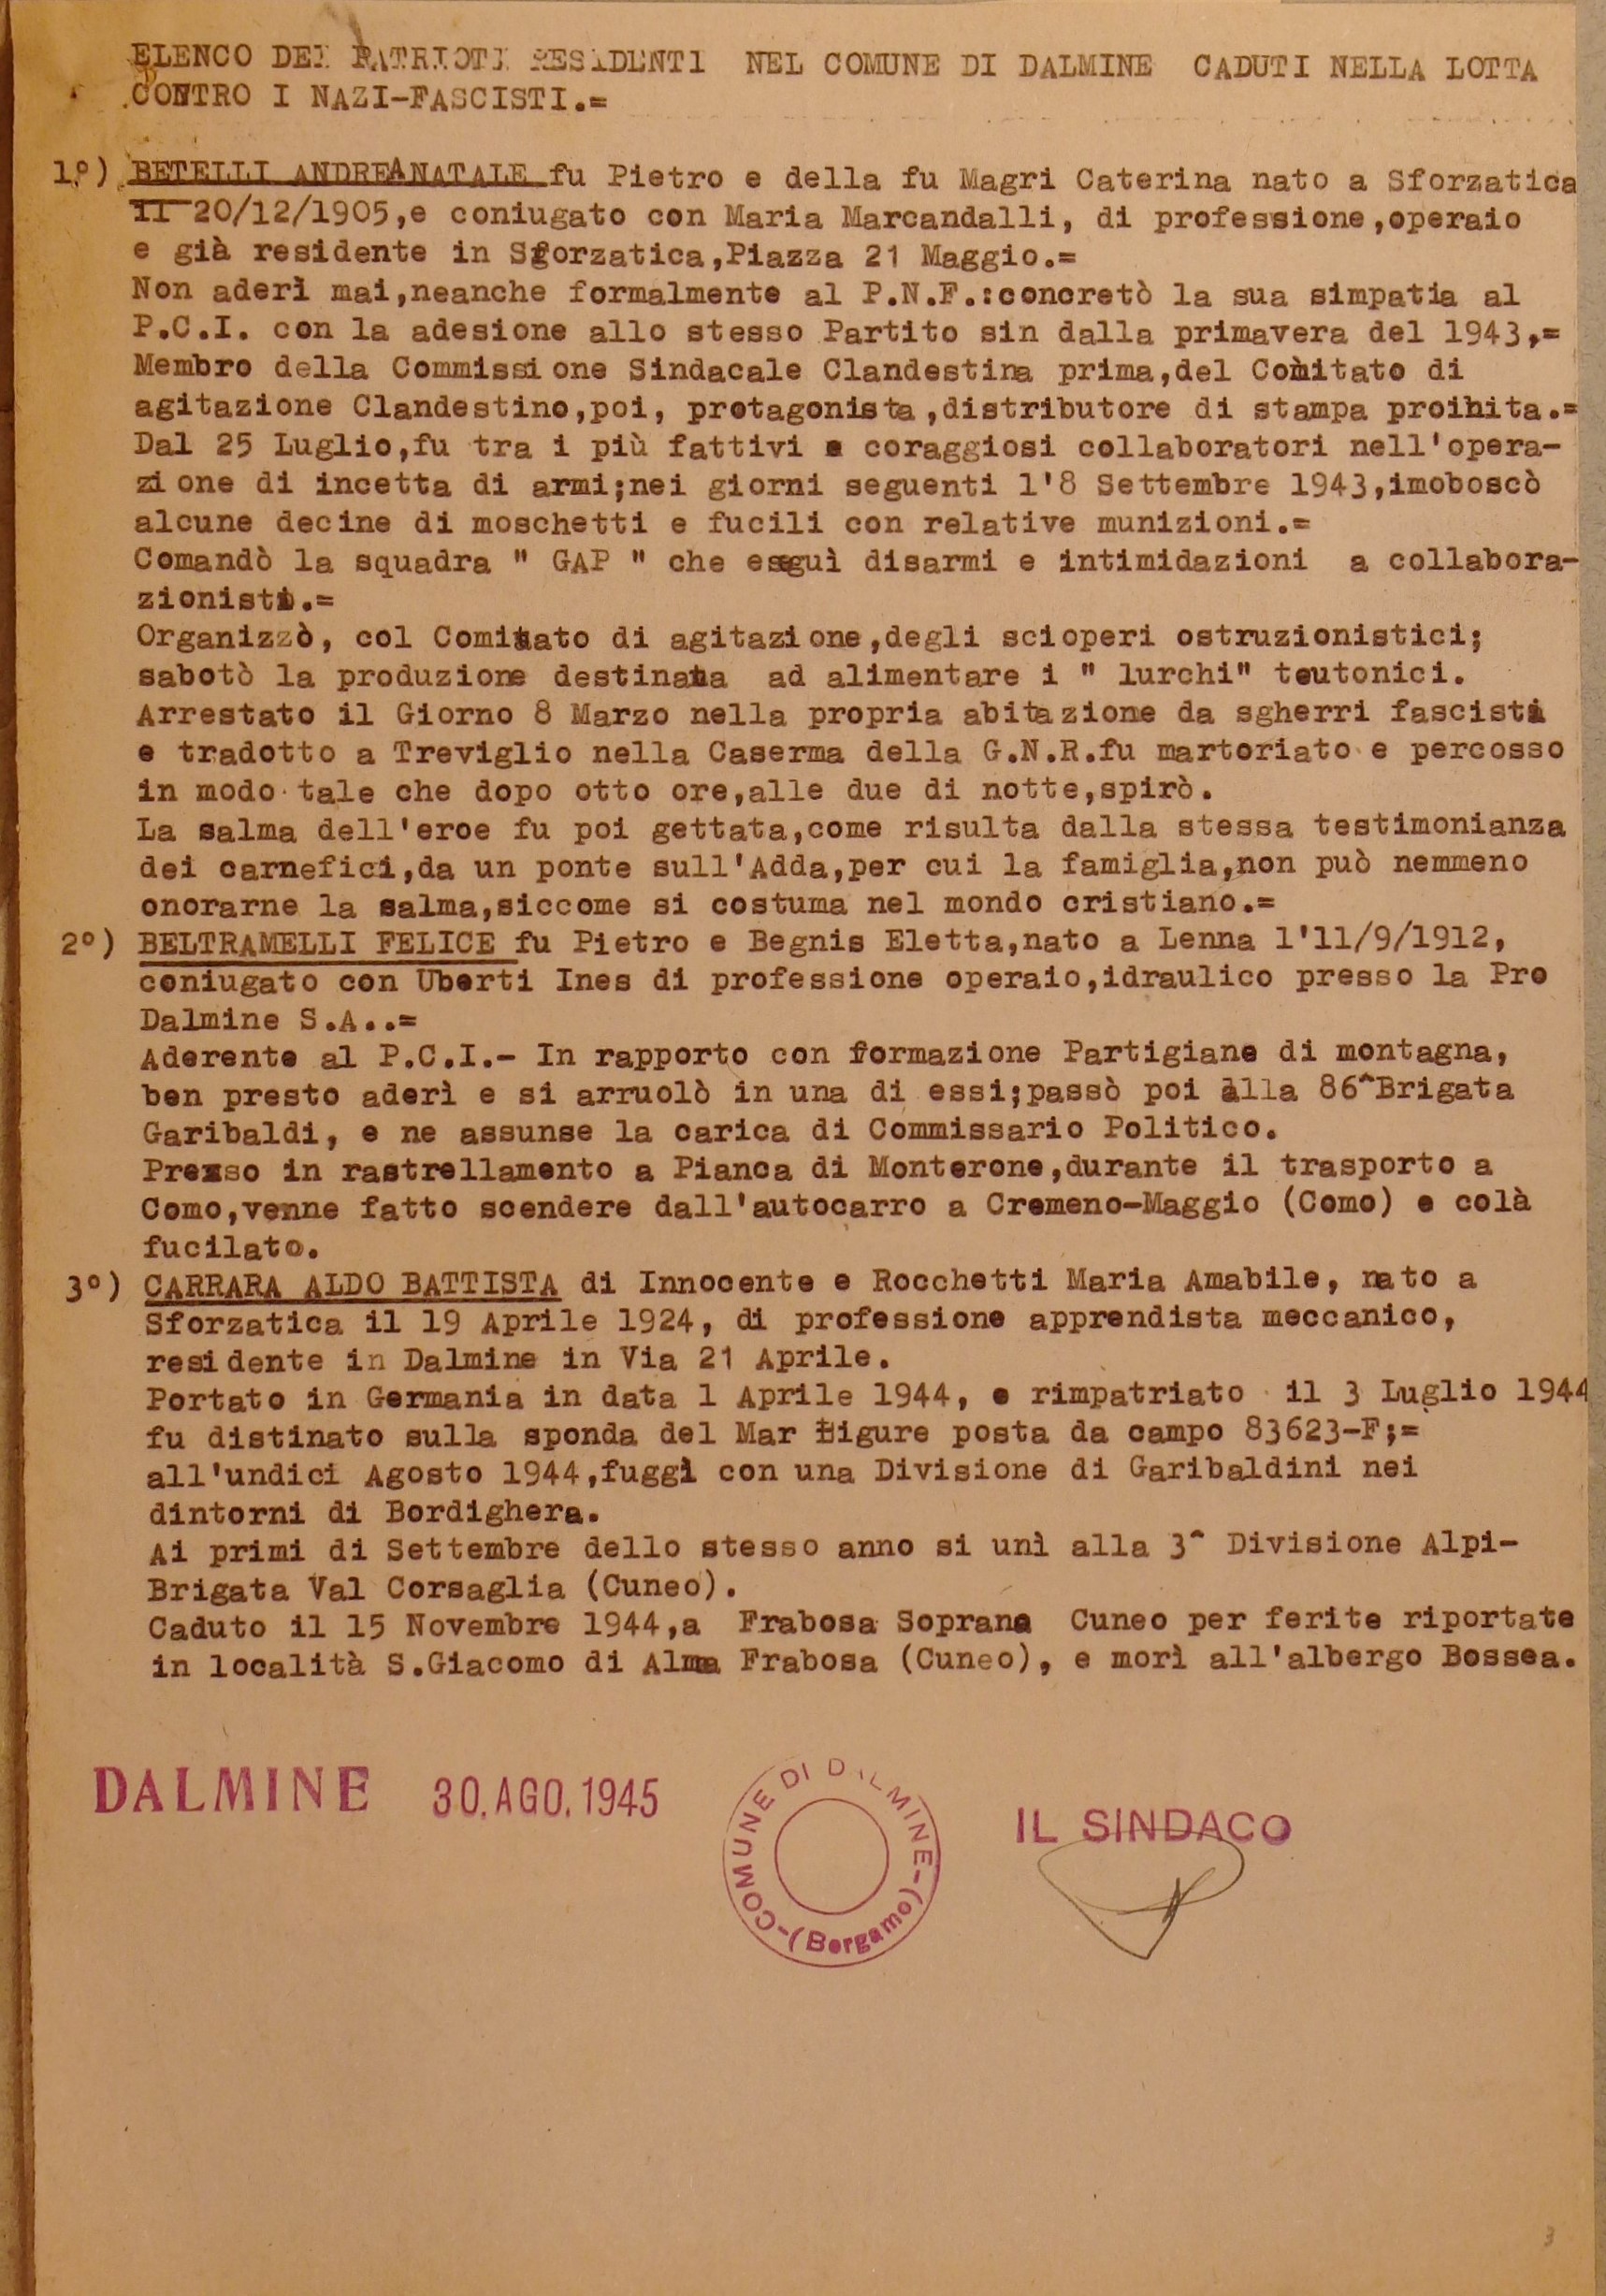 ELENCO DEI PATRIOTI RESIDENTI NEL COMUNE DI DALMINE CADUTI NELLA LOTTA
CONTRO I NAZI-FASCISTI.=
1º) BETELLI ANDREA NATALE fu Pietro e della fu Magri Caterina nato a Sforzatica
il 20/12/1905,e coniugato con Maria Marcandalli, di professione,operaio
e già residente in Sforzatica,Piazza 21 Maggio.=
Non aderì mai,neanche formalmente al P.N.F.:concretò la sua simpatia al
P.C.I. con la adesione allo stesso Partito sin dalla primavera del 1943,=
Membro della Commissione Sindacale Clandestina prima,del Comitato di
agitazione Clandestino,poi, protagonista,distributore di stampa proihita.=
Dal 25 Luglio,fu tra i più fattivi e coraggiosi collaboratori nell'opera-
zione di incetta di armi;nei giorni seguenti l'8 Settembre 1943,imoboscò
alcune decine di moschetti e fucili con relative munizioni.=
Comandò la squadra " GAP " che eseguì disarmi e intimidazioni a collabora-
zionisti.=
Organizzò, col Comitato di agitazione,degli scioperi ostruzionistici;
sabotò la produzione destinata ad alimentare i " lurchi" teutonici.
Arrestato il Giorno 8 Marzo nella propria abitazione da sgherri fascisti
e tradotto a Treviglio nella Caserma della G.N.R.fu martoriato e percosso
in modo tale che dopo otto ore,alle due di notte,spirò.
La salma dell'eroe fu poi gettata,come risulta dalla stessa testimonianza
dei carnefici,da un ponte sull'Adda,per cui la famiglia,non può nemmeno
onorarne la salma,siccome si costuma nel mondo cristiano.=
2º) BELTRAMELLI FELICE fu Pietro e Begnis Eletta,nato a Lenna l'11/9/1912,
coniugato con Uberti Ines di professione operaio,idraulico presso la Pro
Dalmine S.A..=
Aderente al P.C.I.- In rapporto con formazione Partigiane di montagna,
ben presto aderì e si arruolò in una di essi;passò poi alla 86^Brigata
Garibaldi, e ne assunse la carica di Commissario Politico.
Preso in rastrellamento a Pianca di Monterone,durante il trasporto a
Como,venne fatto scendere dall'autocarro a Cremeno-Maggio (Como) e colà
fucilato.
3º) CARRARA ALDO BATTISTA di Innocente e Rocchetti Maria Amabile, nato a
Sforzatica il 19 Aprile 1924, di professione apprendista meccanico,
residente in Dalmine in Via 21 Aprile.
Portato in Germania in data 1 Aprile 1944, e rimpatriato il 3 Luglio 1944
fu distinato sulla sponda del Mar Ligure posta da campo 83623-F;=
all'undici Agosto 1944,fuggì con una Divisione di Garibaldini nei
dintorni di Bordighera.
Ai primi di Settembre dello stesso anno si unì alla 3^ Divisione Alpi-
Brigata Val Corsaglia (Cuneo).
Caduto il 15 Novembre 1944,a Frabosa Soprana Cuneo per ferite riportate
in località S.Giacomo di Alma Frabosa (Cuneo), e morì all'albergo Bossea.
DALMINE 30.AGO.1945
COMUNE DI DALMINE-(Bergamo)-
IL SINDACO
3